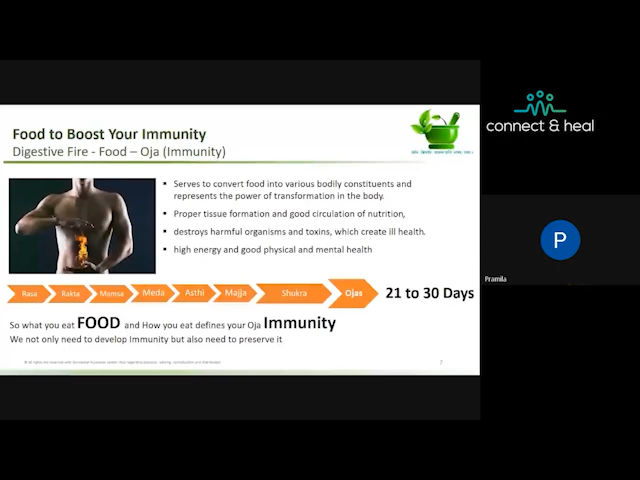 Food to Boost Your Immunity
Digestive Fire - Food – Oja (Immunity)
▪ Serves to convert food into various bodily constituents and
represents the power of transformation in the body.
▪ Proper tissue formation and good circulation of nutrition,
▪ destroys harmful organisms and toxins, which create ill health.
▪ high energy and good physical and mental health
Rasa Rakta Mamsa Meda Asthi Majja Shukra Ojas 21 to 30 Days
So what you eat FOOD and How you eat defines your Oja Immunity
We not only need to develop Immunity but also need to preserve it
7
connect & heal
P
Pramila